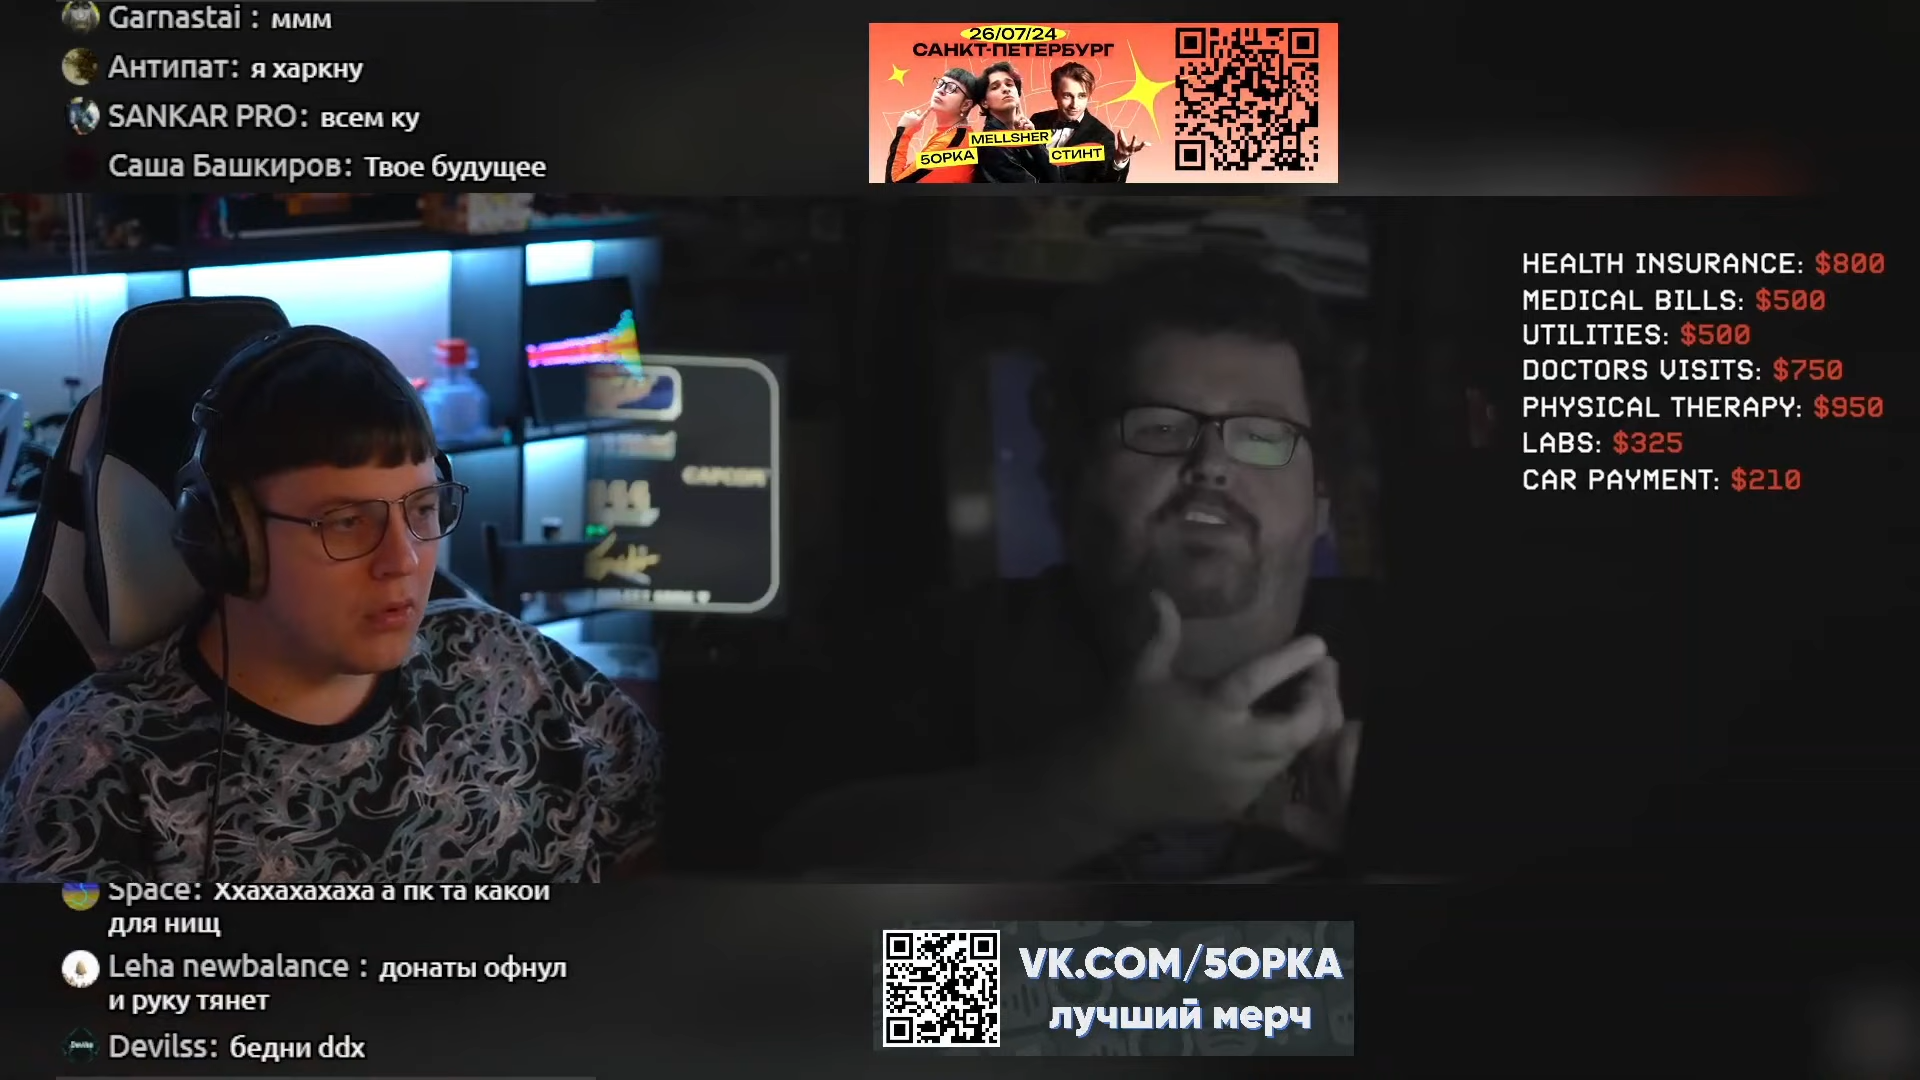 Garnastai : ммм
Антипат: я харкну
SANKAR PRO: всем ку
Саша Башкиров: Твое будущее
26/07/24
САНКТ-ПЕТЕРБУРГ
5ОРКА
MELLSHER
СТИНТ
HEALTH INSURANCE: $800
MEDICAL BILLS: $500
UTILITIES: $500
DOCTORS VISITS: $750
PHYSICAL THERAPY: $950
LABS: $325
CAR PAYMENT: $210
CAPCOM
Space: Ххахахахаха а пк та какой
для нищ
Leha newbalance : донаты офнул
и руку тянет
Devilss: бедни ddx
VK.COM/5OPKA
лучший мерч